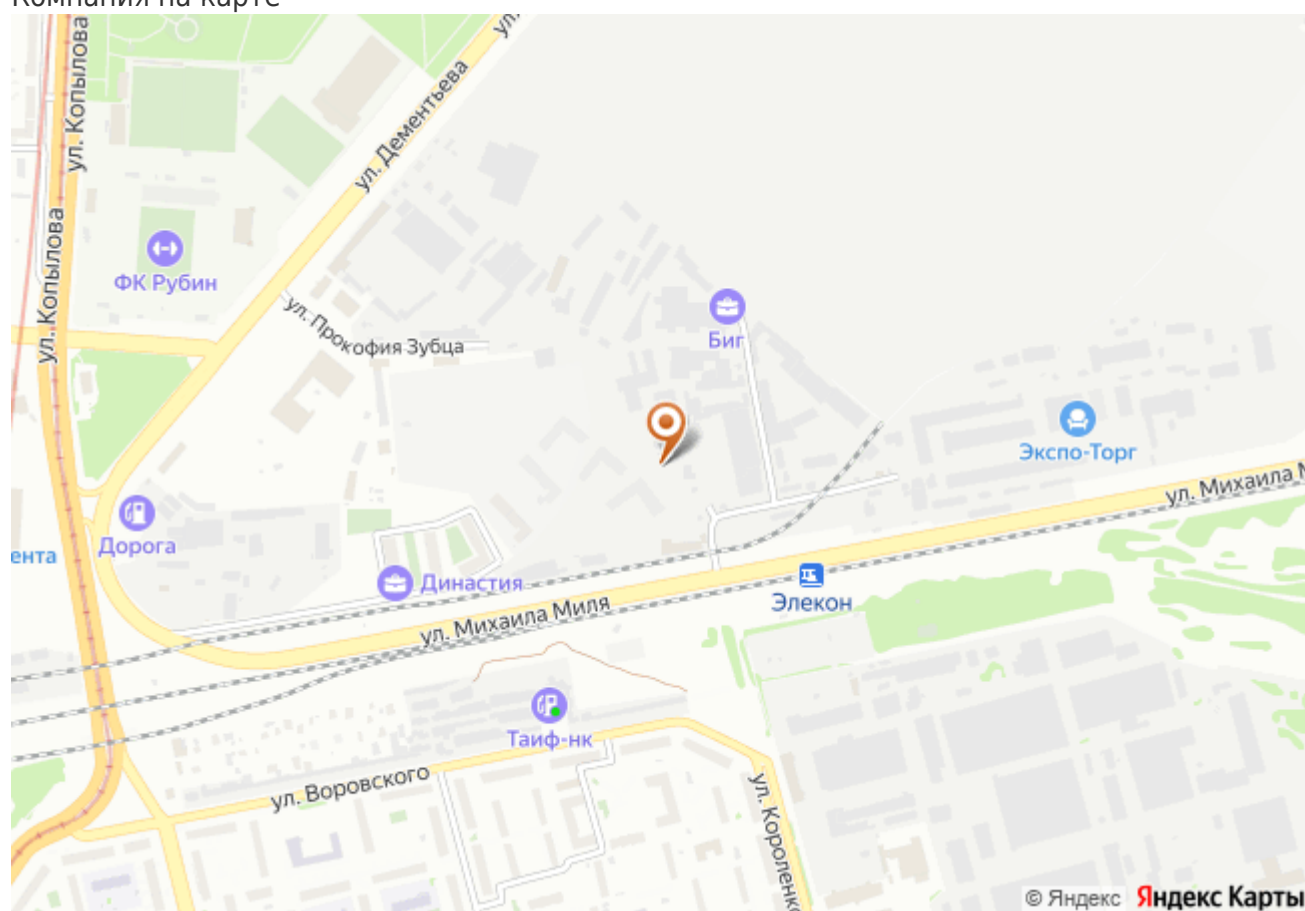 Компания на карте
ул. Копылова
ул. Дементьева
ул. Копылова
ФК Рубин
ул. Прокофия Зубца
Биг
Экспо-Торг
ул. Михаила М
Дорога
ента
Династия
Элекон
ул. Михаила Миля
Таиф-нк
ул. Воровского
ул. Короленко
© Яндекс Яндекс Карты